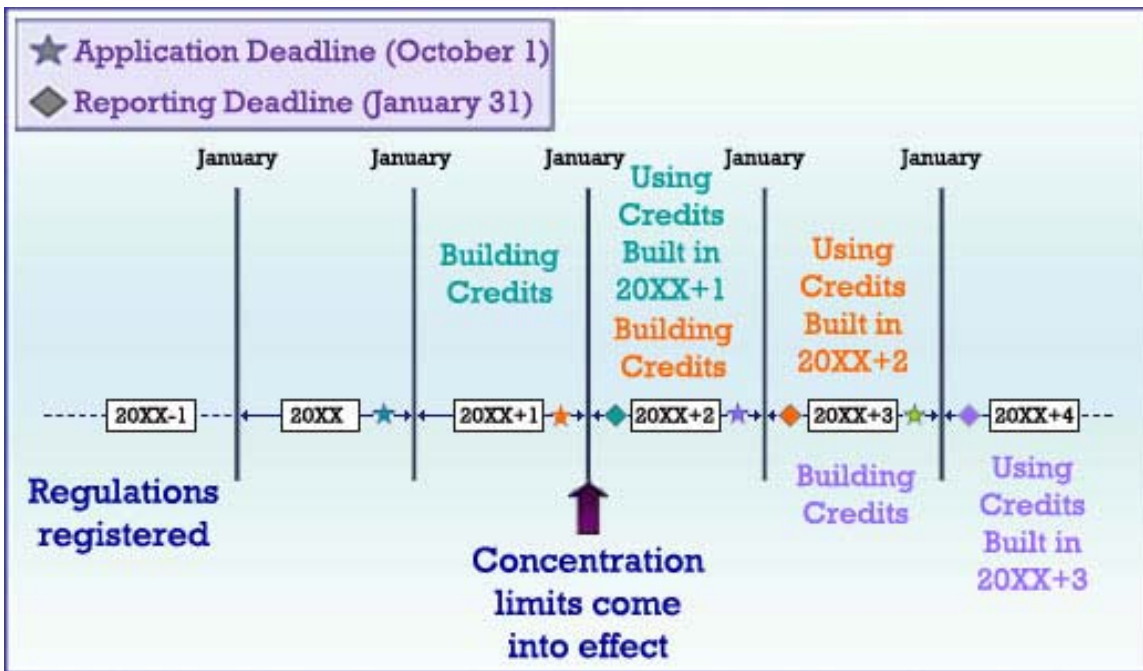 Application Deadline (October 1)
Reporting Deadline (January 31)
January
January
January
January
January
Building
Credits
Using
Credits
Built in
20XX+1
Building
Credits
Using
Credits
Built in
20XX+2
20XX-1
20XX
20XX+1
20XX+2
20XX+3
20XX+4
Regulations
registered
Concentration
limits come
into effect
Building
Credits
Using
Credits
Built in
20XX+3